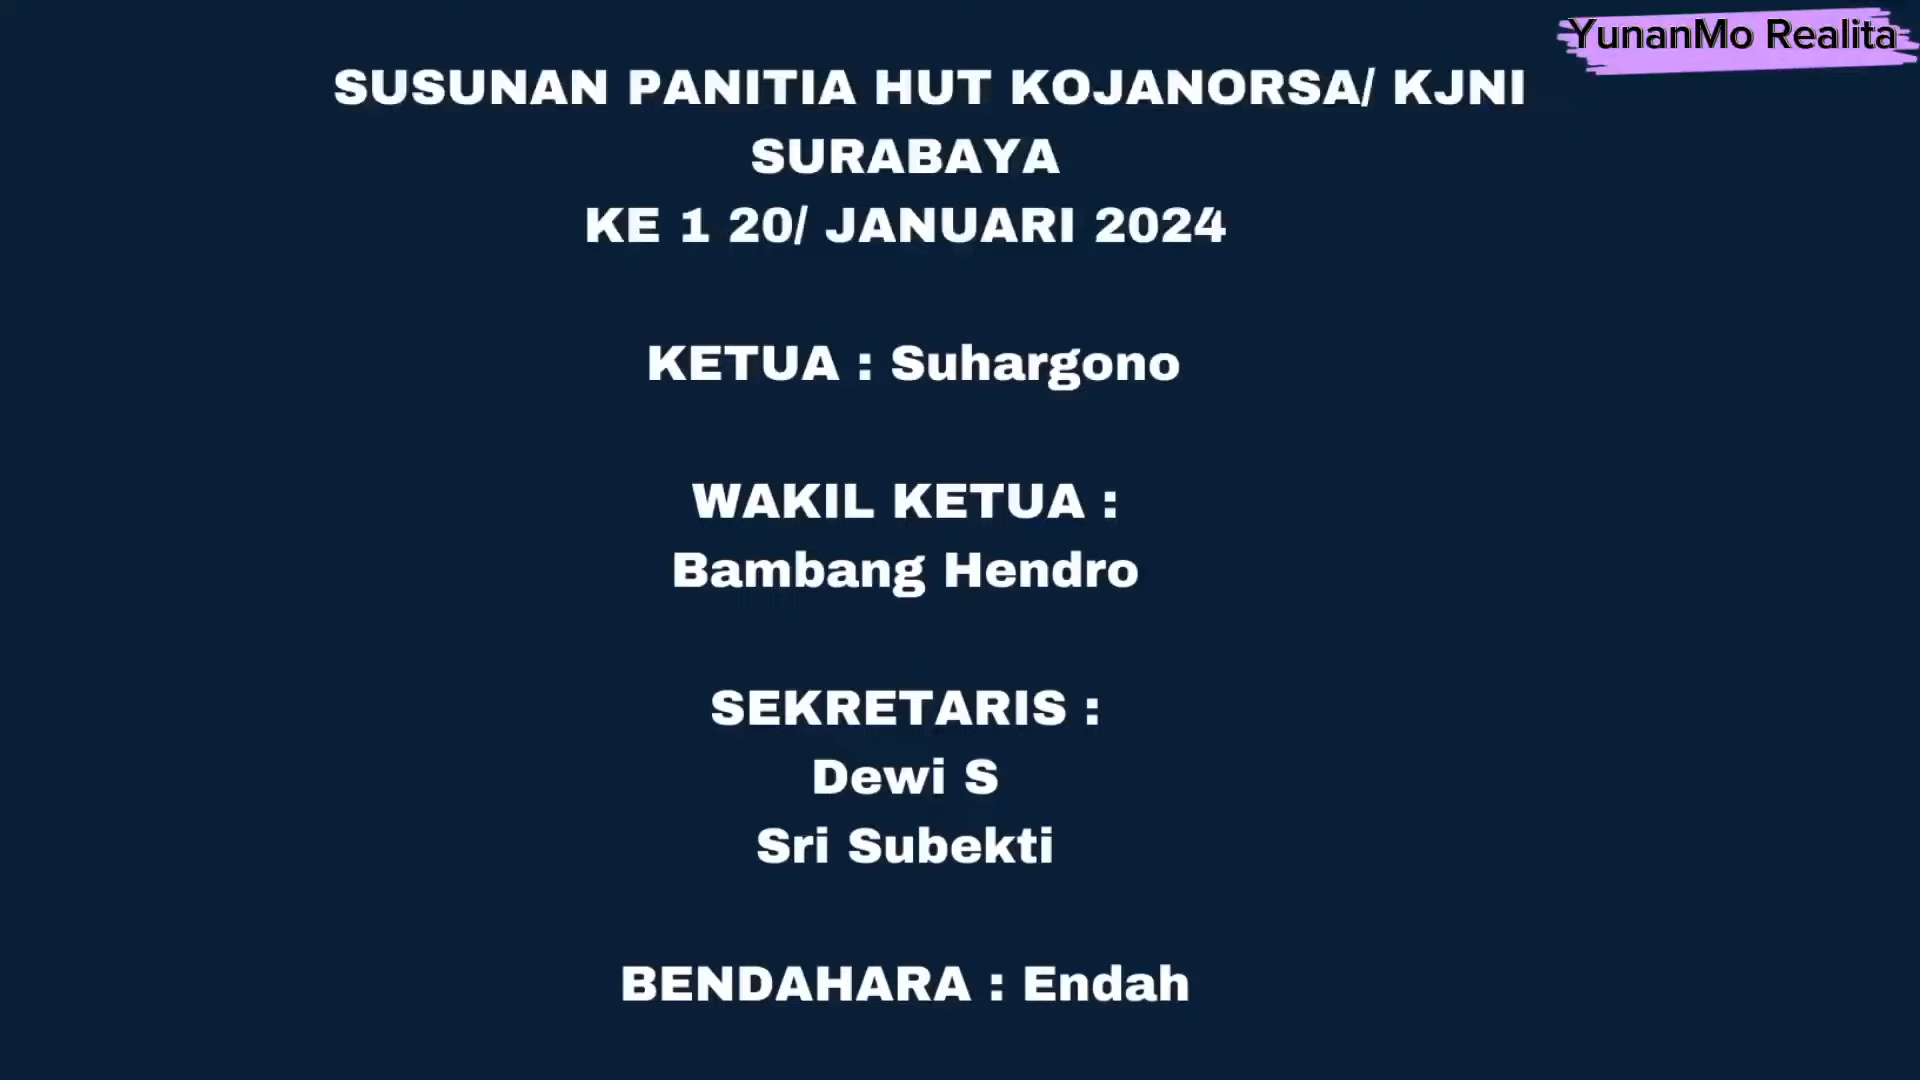 YunanMo Realita
SUSUNAN PANITIA HUT KOJANORSA/ KJNI
SURABAYA
KE 1 20/ JANUARI 2024
KETUA : Suhargono
WAKIL KETUA :
Bambang Hendro
SEKRETARIS :
Dewi S
Sri Subekti
BENDAHARA : Endah